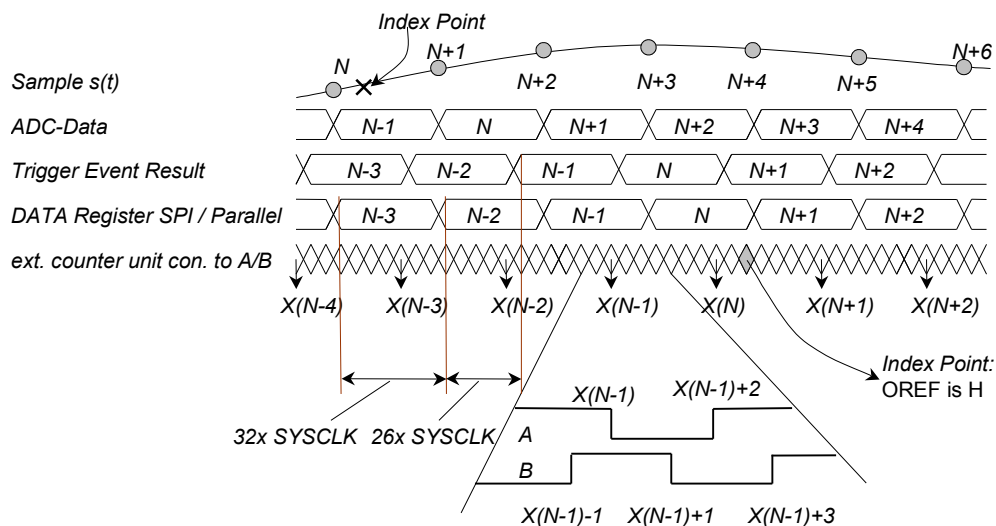 Index Point
N N+1 N+2 N+3 N+4 N+5 N+6
Sample s(t)
ADC-Data N-1 N N+1 N+2 N+3 N+4
Trigger Event Result N-3 N-2 N-1 N N+1 N+2
DATA Register SPI / Parallel N-3 N-2 N-1 N N+1 N+2
ext. counter unit con. to A/B
X(N-4) X(N-3) X(N-2) X(N-1) X(N) X(N+1) X(N+2)
Index Point:
OREF is H
32x SYSCLK 26x SYSCLK
X(N-1) X(N-1)+2
A
B
X(N-1)-1 X(N-1)+1 X(N-1)+3